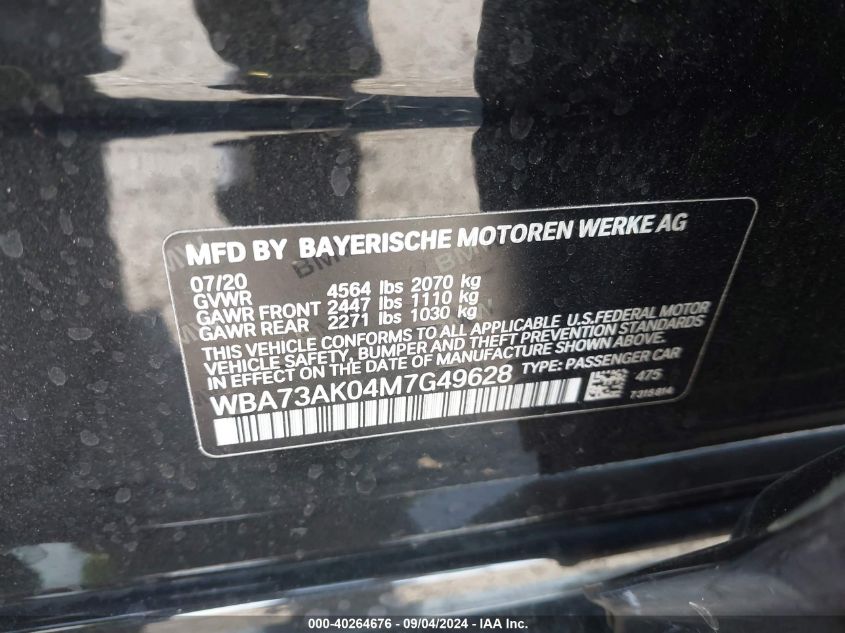 MFD BY BAYERISCHE MOTOREN WERKE AG
07/20
GVWR 4564 lbs 2070 kg
GAWR FRONT 2447 lbs 1110 kg
GAWR REAR 2271 lbs 1030 kg
THIS VEHICLE CONFORMS TO ALL APPLICABLE U.S.FEDERAL MOTOR
VEHICLE SAFETY, BUMPER AND THEFT PREVENTION STANDARDS
IN EFFECT ON THE DATE OF MANUFACTURE SHOWN ABOVE.
WBA73AK04M7G49628 TYPE: PASSENGER CAR
475
7315814
000-40264676 - 09/04/2024 - IAA Inc.